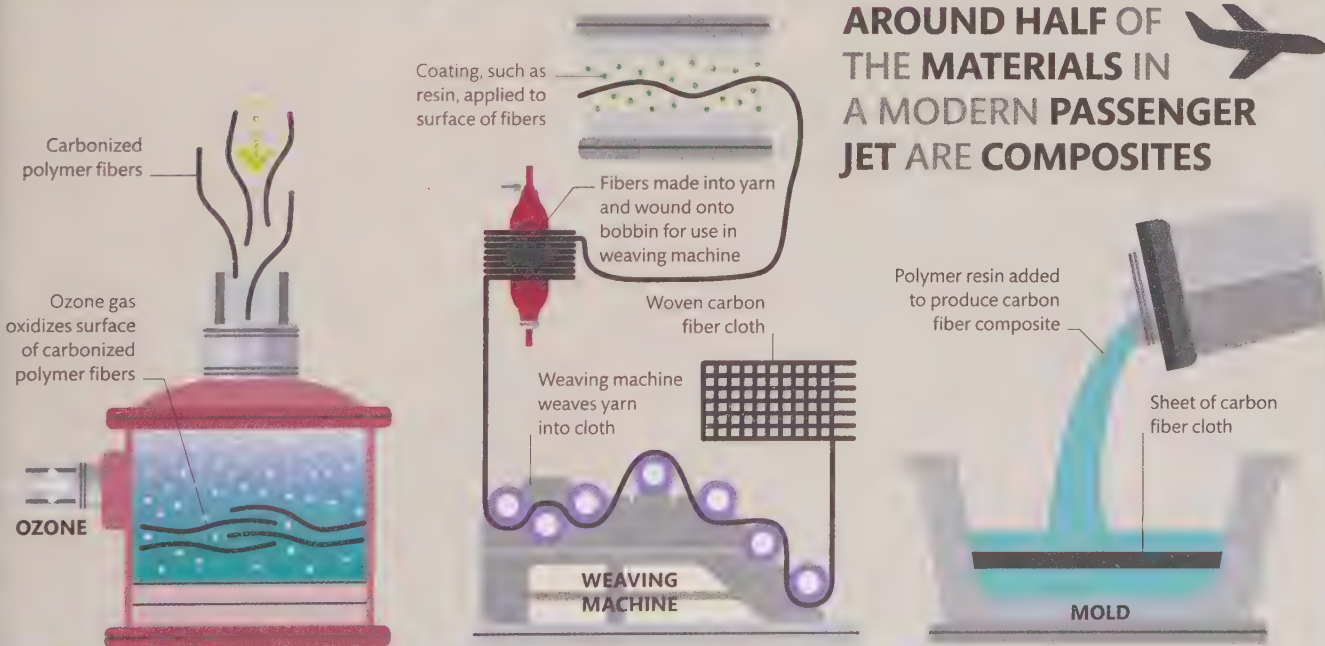 Carbonized
polymer fibers
Ozone gas
oxidizes surface
of carbonized
polymer fibers
OZONE
Coating, such as
resin, applied to
surface of fibers
Fibers made into yarn
and wound onto
bobbin for use in
weaving machine
Woven carbon
fiber cloth
Weaving machine
weaves yarn
into cloth
WEAVING
MACHINE
AROUND HALF OF
THE MATERIALS IN
A MODERN PASSENGER
JET ARE COMPOSITES
Polymer resin added
to produce carbon
fiber composite
Sheet of carbon
fiber cloth
MOLD